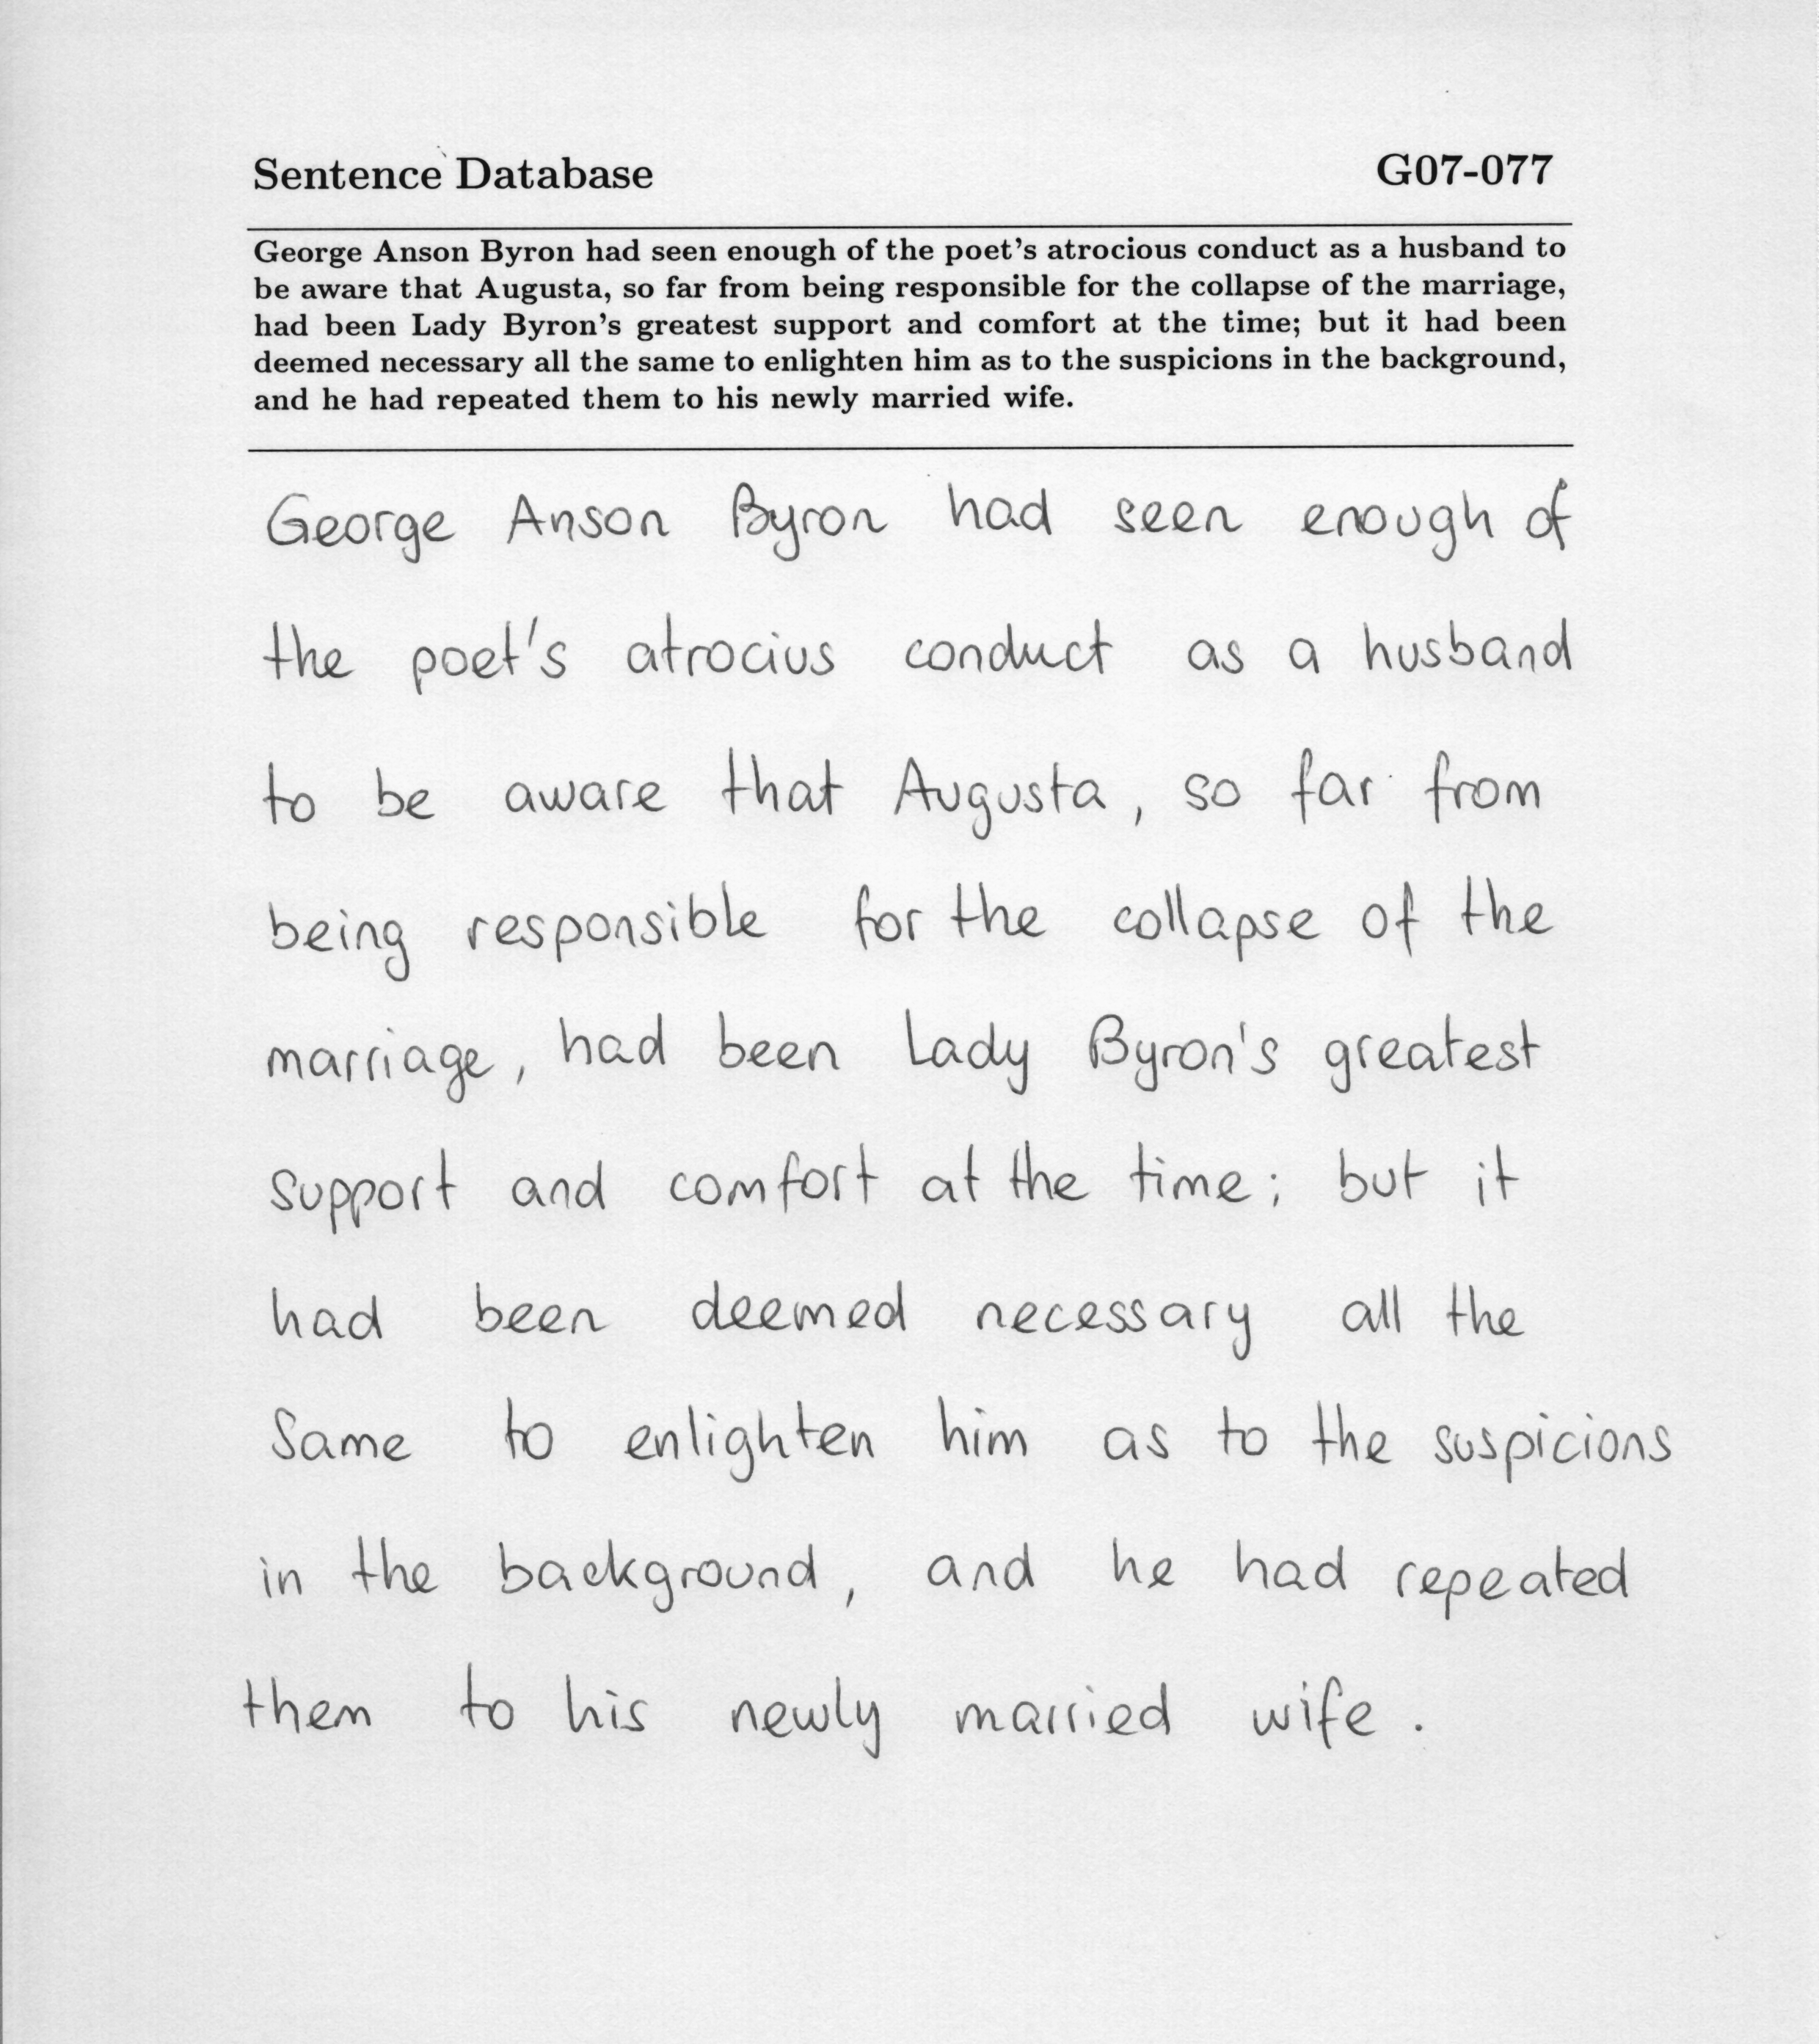 Sentence Database
G07-077
George Anson Byron had seen enough of the poet's atrocious conduct as a husband to
be aware that Augusta, so far from being responsible for the collapse of the marriage,
had been Lady Byron's greatest support and comfort at the time; but it had been
deemed necessary all the same to enlighten him as to the suspicions in the background,
and he had repeated them to his newly married wife.
George Anson Byron had seen enough of
the poet's atrocius conduct as a husband
to be aware that Augusta, so far from
being responsible for the collapse of the
marriage, had been Lady Byron's greatest
support and comfort at the time; but it
had been deemed necessary all the
same to enlighten him as to the suspicions
in the background, and he had repeated
them to his newly married wife.